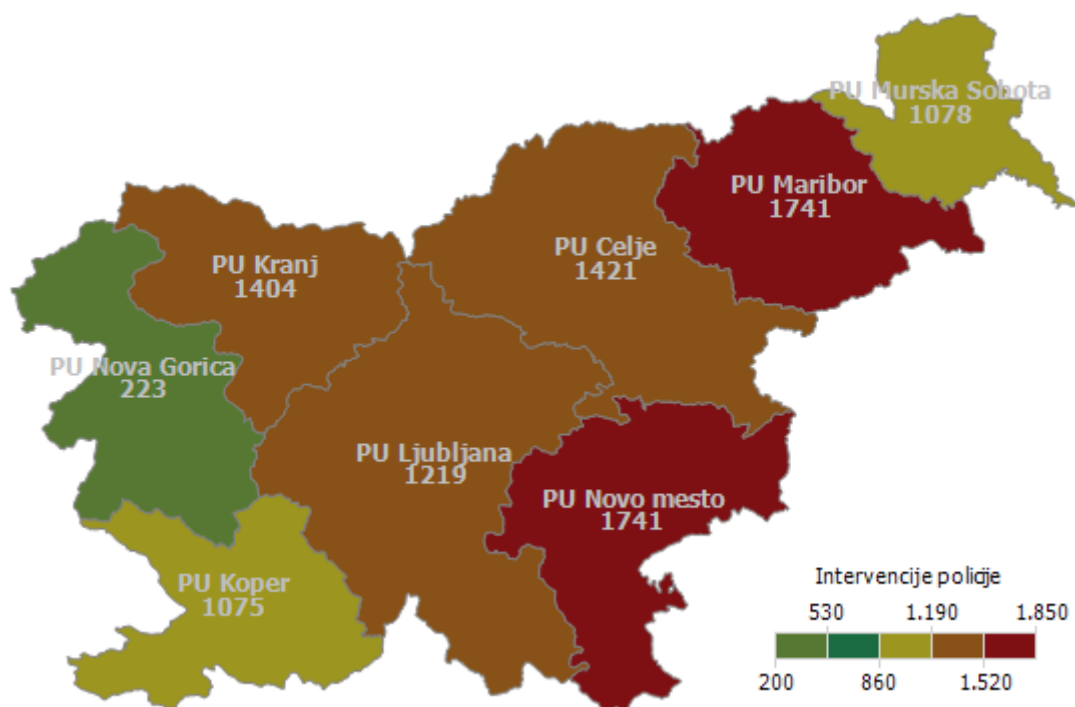 PU Murska Sobota
1078
PU Maribor
1741
PU Celje
1421
PU Kranj
1404
PU Nova Gorica
223
PU Ljubljana
1219
PU Novo mesto
1741
PU Koper
1075
Intervencije policije
530 1.190 1.850
200 860 1.520